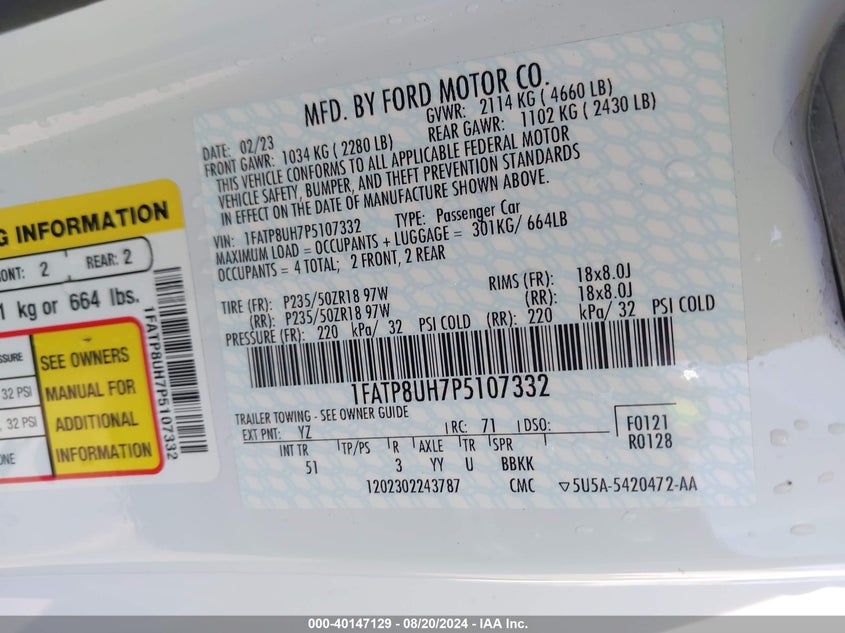 MFD. BY FORD MOTOR CO.
DATE: 02/23 GVWR: 2114 KG ( 4660 LB)
FRONT GAWR: 1034 KG ( 2280 LB) REAR GAWR: 1102 KG ( 2430 LB)
THIS VEHICLE CONFORMS TO ALL APPLICABLE FEDERAL MOTOR
VEHICLE SAFETY, BUMPER, AND THEFT PREVENTION STANDARDS
IN EFFECT ON THE DATE OF MANUFACTURE SHOWN ABOVE.
VIN: 1FATP8UH7P5107332 TYPE: Passenger Car
MAXIMUM LOAD = OCCUPANTS + LUGGAGE = 301KG/ 664LB
OCCUPANTS = 4 TOTAL; 2 FRONT, 2 REAR
TIRE (FR): P235/50ZR18 97W RIMS (FR): 18x8.0J
(RR): P235/50ZR18 97W (RR): 18x8.0J
PRESSURE (FR): 220 kPa/ 32 PSI COLD (RR): 220 kPa/ 32 PSI COLD
1FATP8UH7P5107332
TRAILER TOWING - SEE OWNER GUIDE
EXT PNT: YZ RC: 71 DSO: F0121
R0128
INT TR TP/PS R AXLE TR SPR
51 3 YY U BBKK
1202302243787 CMC ▽5U5A-5420472-AA
G INFORMATION
ONT: 2 REAR: 2
1 kg or 664 lbs.
SSURE SEE OWNERS
32 PSI MANUAL FOR
, 32 PSI ADDITIONAL
ONE INFORMATION
1FATP8UH7P5107332
000-40147129 - 08/20/2024 - IAA Inc.